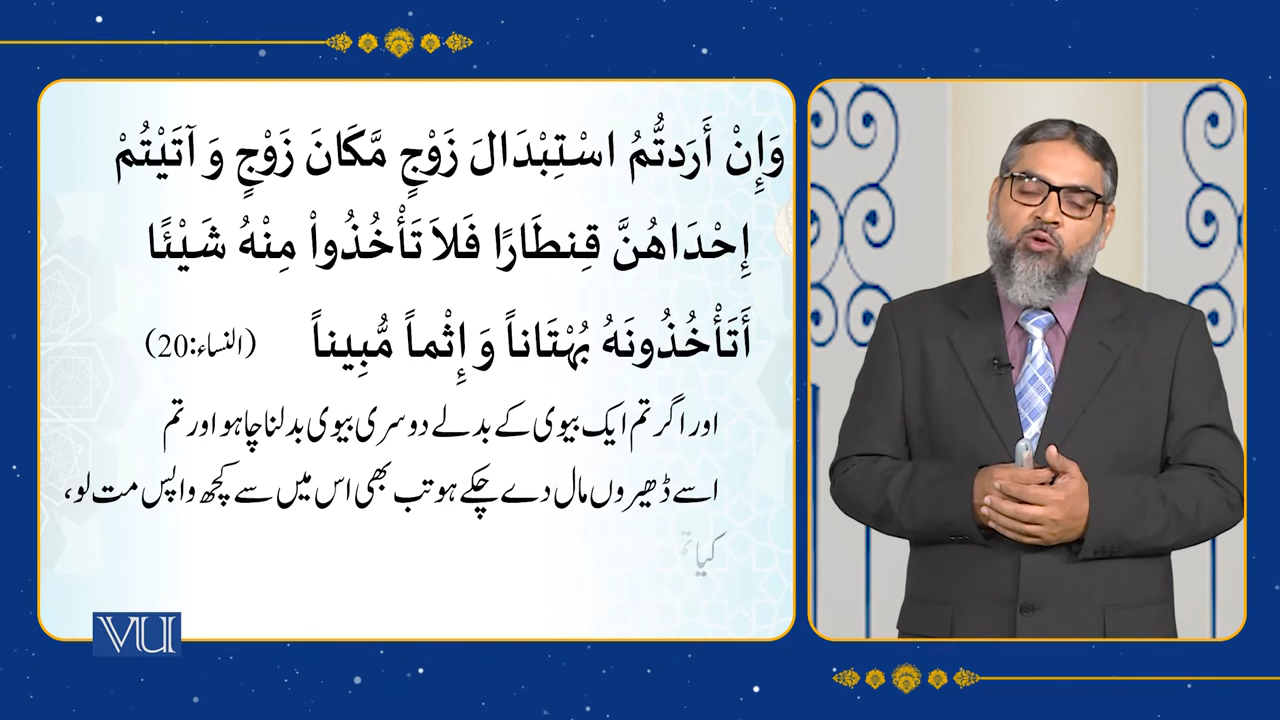 وَإِنْ أَرَدتُّمُ اسْتِبْدَالَ زَوْجٍ مَّكَانَ زَوْجٍ وَ آتَيْتُمْ
إِحْدَاهُنَّ قِنطَارًا فَلاَ تَأْخُذُواْ مِنْهُ شَيْئًا
أَتَأْخُذُونَهُ بُهْتَاناً وَ إِثْماً مُّبِيناً (النساء:20)
اور اگر تم ایک بیوی کے بدلے دوسری بیوی بدلنا چاہو اور تم
اسے ڈھیروں مال دے چکے ہو تب بھی اس میں سے کچھ واپس مت لو،
کیا تم
VU